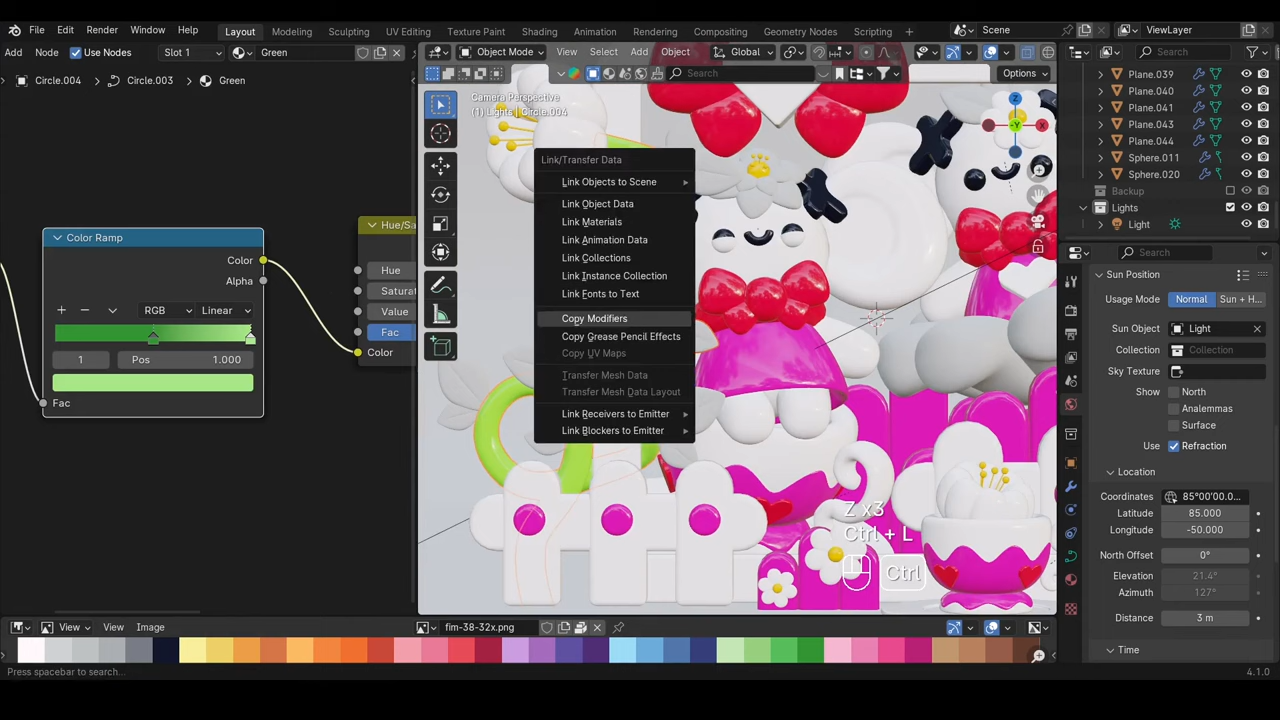 File Edit Render Window Help
Layout Modeling Sculpting UV Editing Texture Paint Shading Animation Rendering Compositing Geometry Nodes Scripting
Scene
ViewLayer
Add Node Use Nodes Slot 1 Green
Object Mode View Select Add Object Global
Search
Search
Options
Circle.004 Circle.003 Green
Camera Perspective
(1) Lights | Circle.004
Z
Y
X
Plane.039
Plane.040
Plane.041
Plane.043
Plane.044
Sphere.011
Sphere.020
Backup
Lights
Light
Link/Transfer Data
Link Objects to Scene
Link Object Data
Link Materials
Link Animation Data
Link Collections
Link Instance Collection
Link Fonts to Text
Copy Modifiers
Copy Grease Pencil Effects
Copy UV Maps
Transfer Mesh Data
Transfer Mesh Data Layout
Link Receivers to Emitter
Link Blockers to Emitter
Color Ramp
Color
Alpha
RGB Linear
1 Pos 1.000
Fac
Hue/Sa
Hue
Saturat
Value
Fac
Color
Search
Sun Position
Usage Mode Normal Sun + H...
Sun Object Light
Collection Collection
Sky Texture
Show North
Analemmas
Surface
Use Refraction
Location
Coordinates 85°00'00.0...
Latitude 85.000
Longitude -50.000
North Offset 0°
Elevation 21.4°
Azimuth 127°
Distance 3 m
Time
Z x3
Ctrl + L
Ctrl
View View Image
fim-38-32x.png
Press spacebar to search...
4.1.0